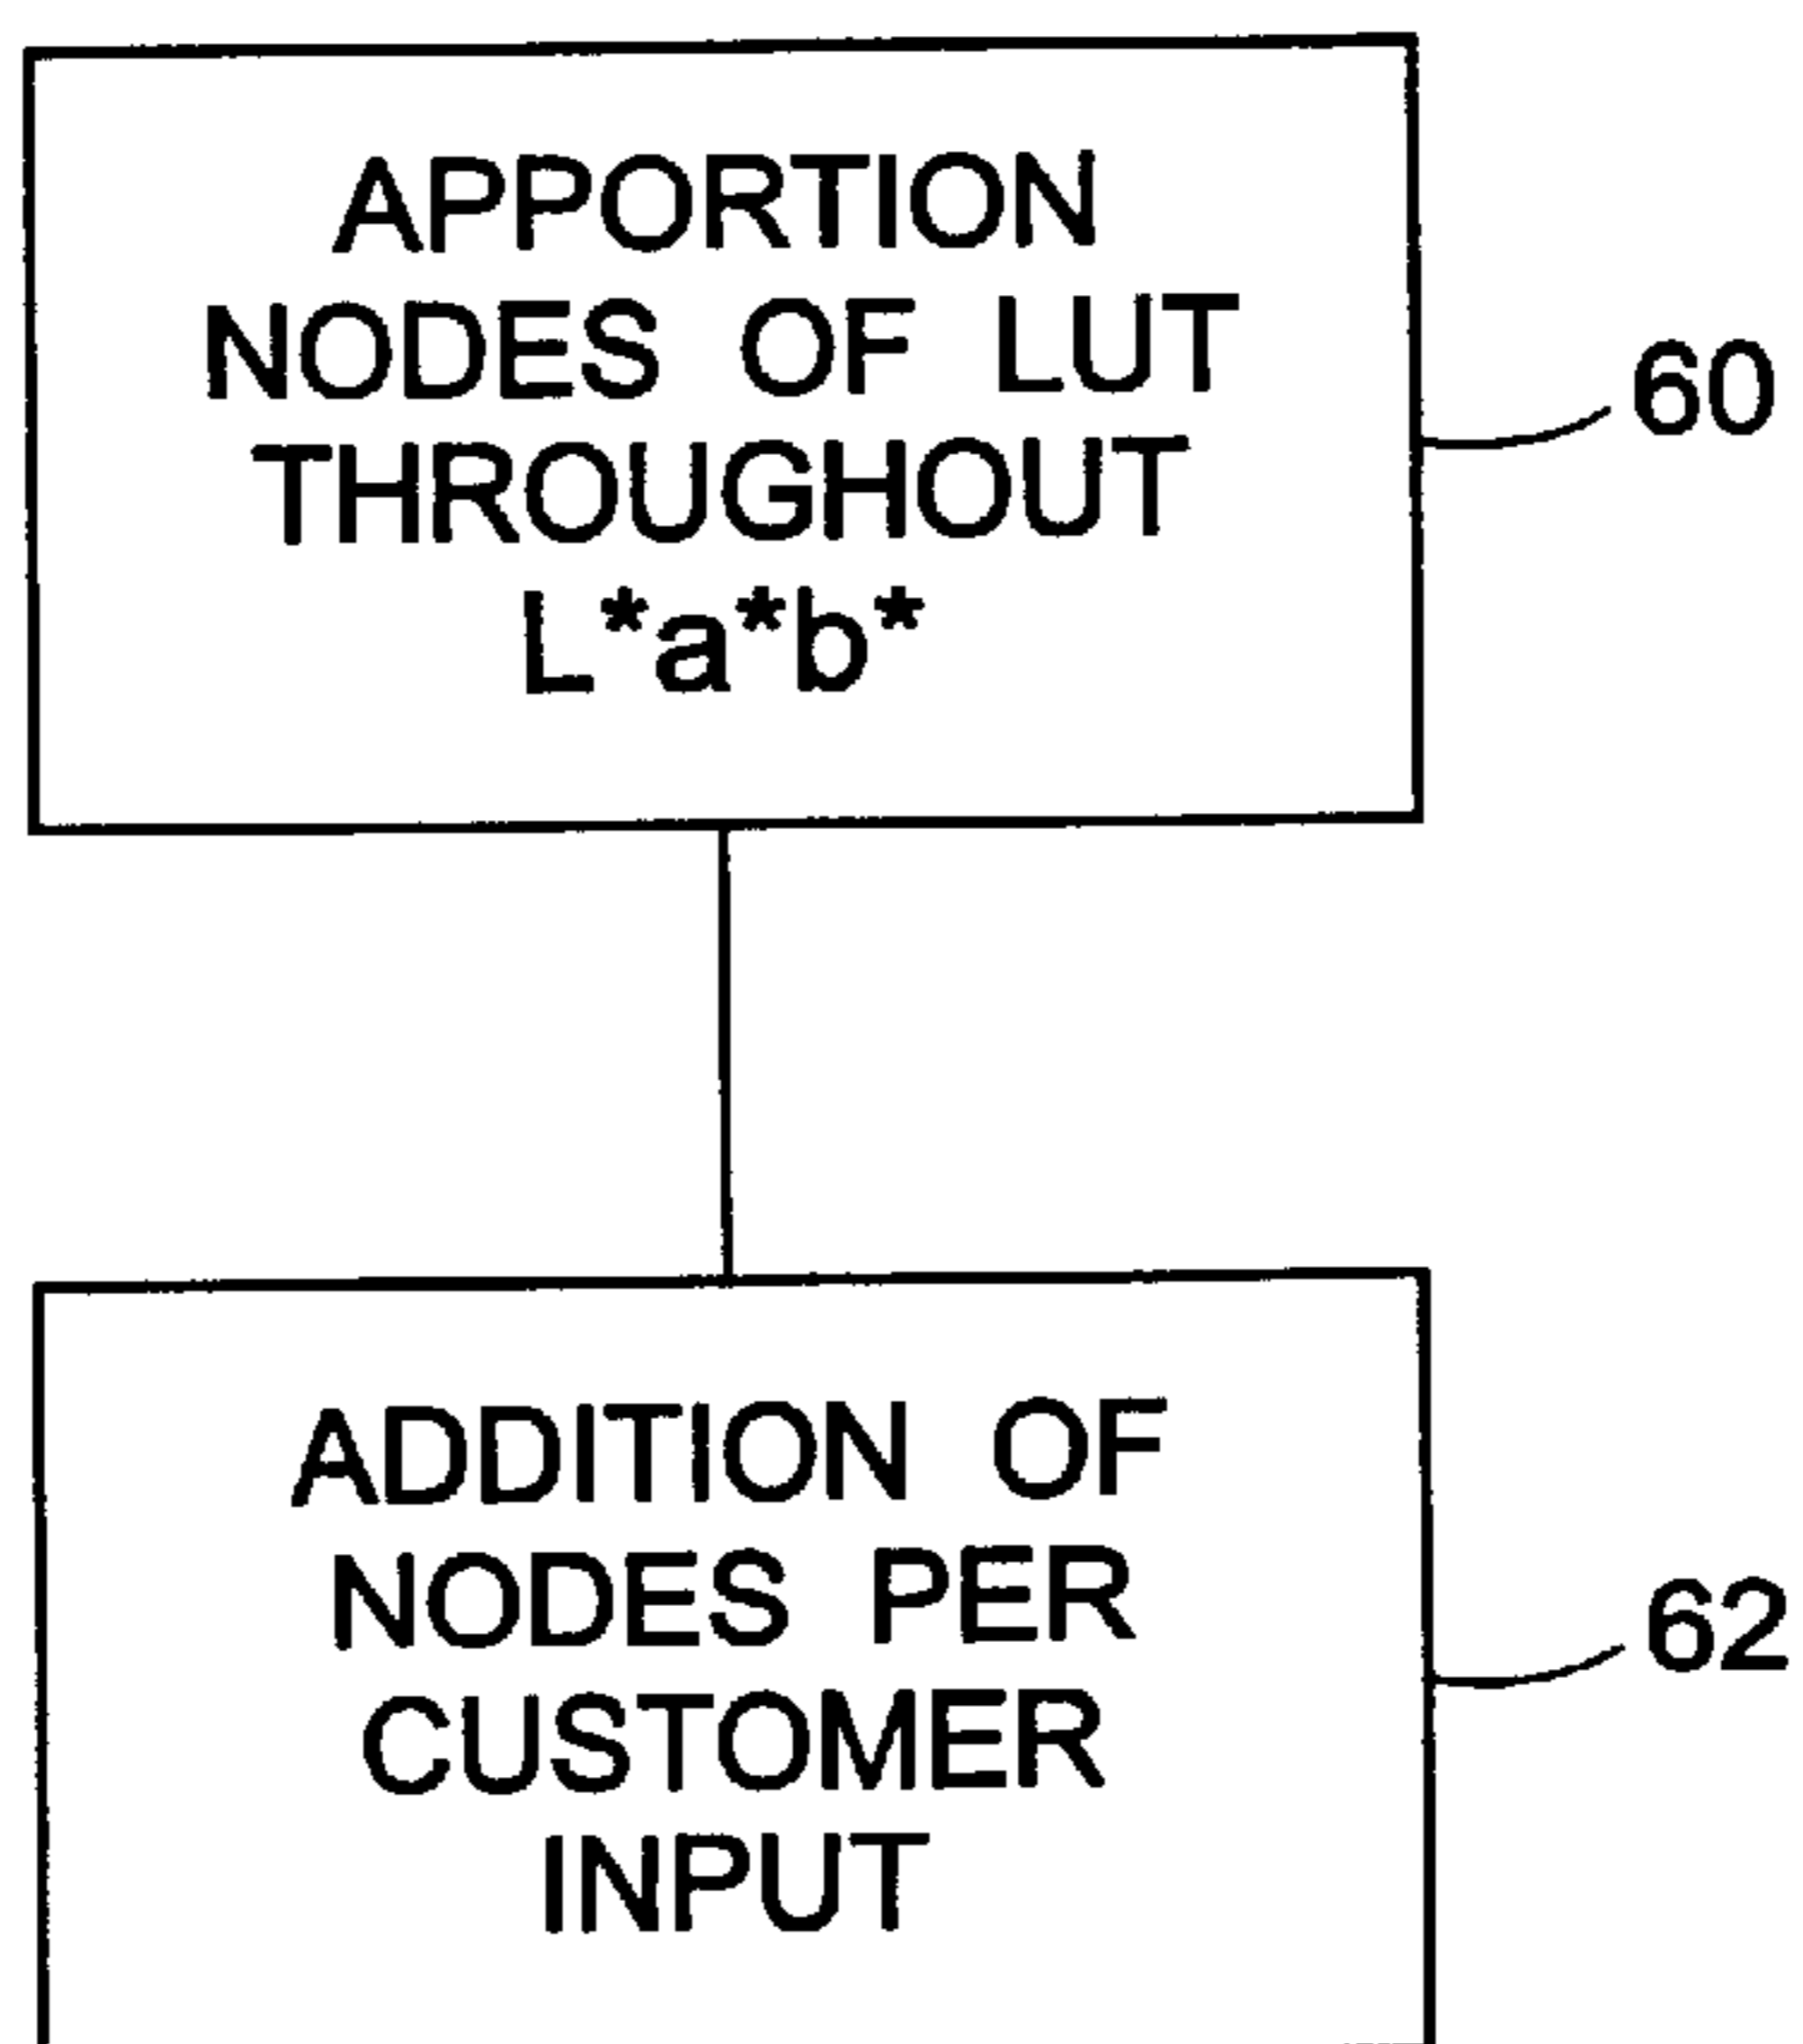 APPORTION
NODES OF LUT
THROUGHOUT
L*a*b*
60
ADDITION OF
NODES PER
CUSTOMER
INPUT
62